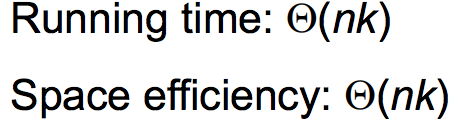 Running time: Θ(nk)
Space efficiency: Θ(nk)